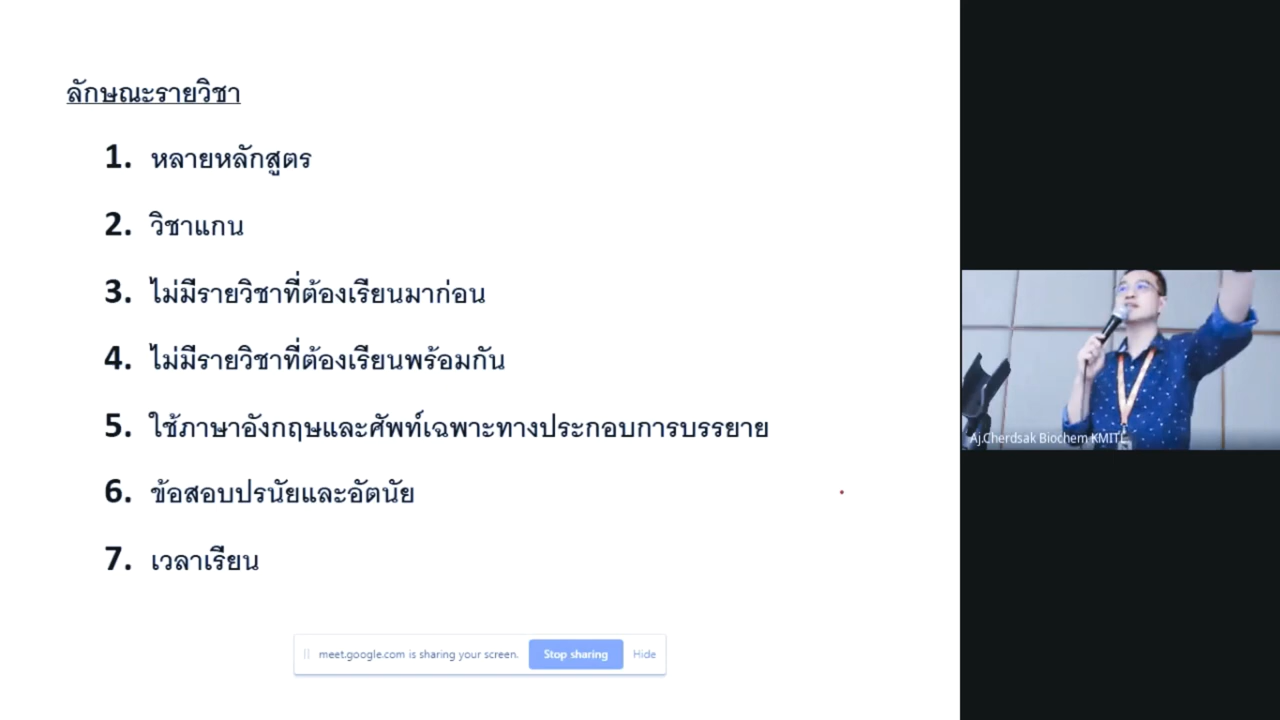 ลักษณะรายวิชา
1. หลายหลักสูตร
2. วิชาแกน
3. ไม่มีรายวิชาที่ต้องเรียนมาก่อน
4. ไม่มีรายวิชาที่ต้องเรียนพร้อมกัน
5. ใช้ภาษาอังกฤษและศัพท์เฉพาะทางประกอบการบรรยาย
6. ข้อสอบปรนัยและอัตนัย
7. เวลาเรียน
meet.google.com is sharing your screen. Stop sharing Hide
Aj.Cherdsak Biochem KMITL